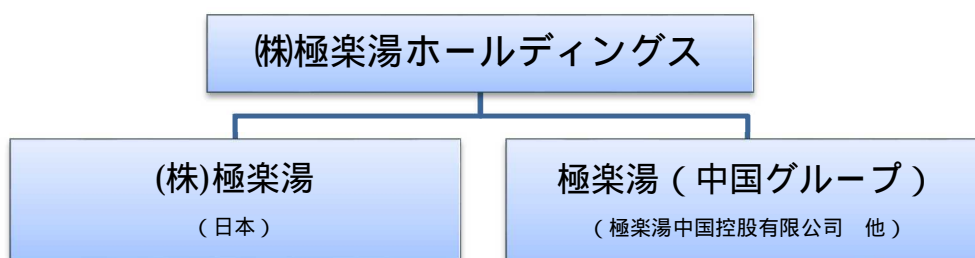 ㈱極楽湯ホールディングス
(株)極楽湯
（日本）
極楽湯（中国グループ）
（極楽湯中国控股有限公司　他）